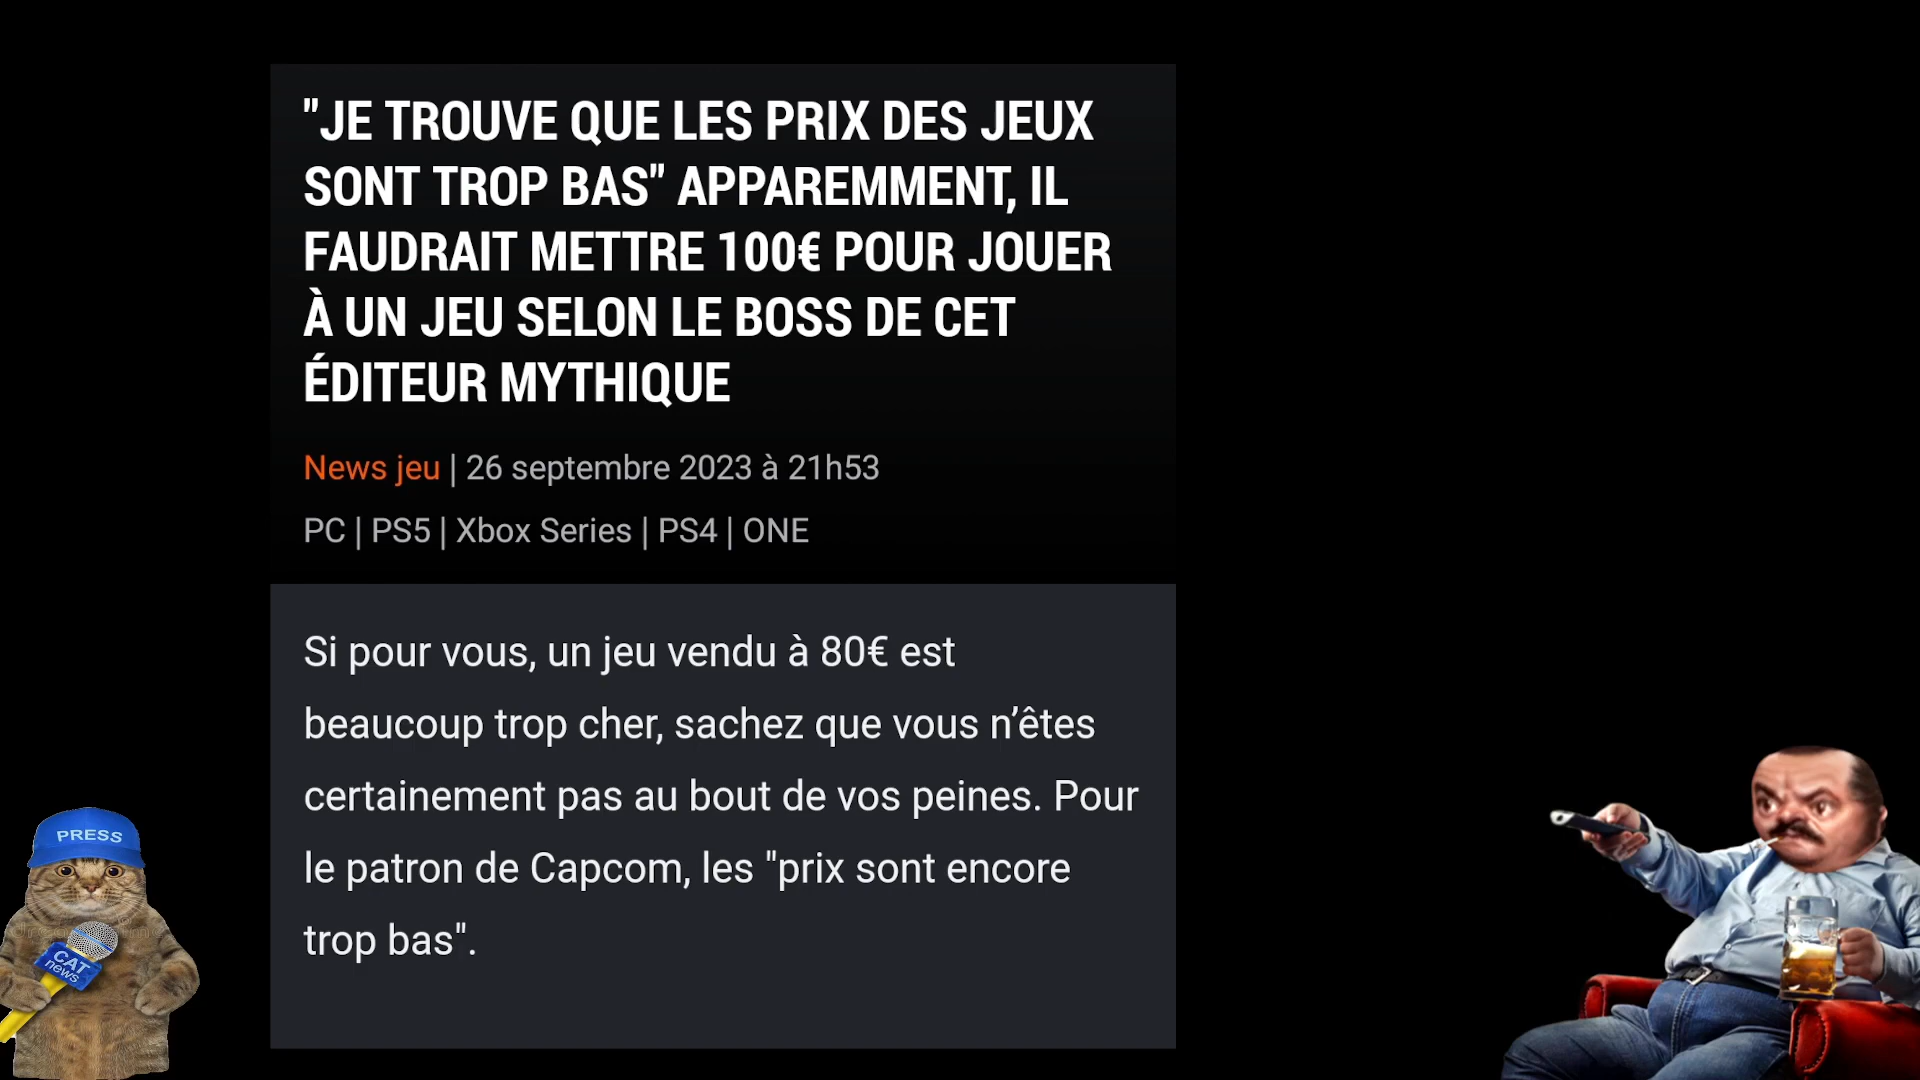 "JE TROUVE QUE LES PRIX DES JEUX
SONT TROP BAS" APPAREMMENT, IL
FAUDRAIT METTRE 100€ POUR JOUER
À UN JEU SELON LE BOSS DE CET
ÉDITEUR MYTHIQUE
News jeu | 26 septembre 2023 à 21h53
PC | PS5 | Xbox Series | PS4 | ONE
Si pour vous, un jeu vendu à 80€ est
beaucoup trop cher, sachez que vous n’êtes
certainement pas au bout de vos peines. Pour
le patron de Capcom, les "prix sont encore
trop bas".
PRESS
CAT
news